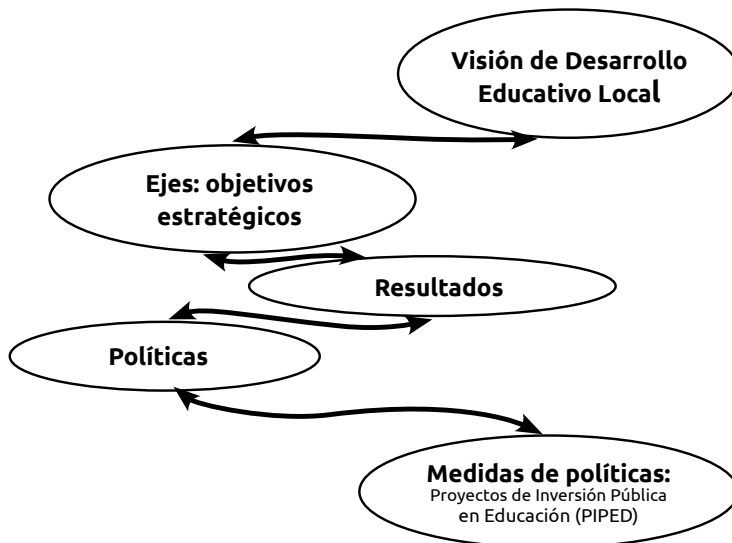 Visión de Desarrollo
Educativo Local
Ejes: objetivos
estratégicos
Resultados
Políticas
Medidas de políticas:
Proyectos de Inversión Pública
en Educación (PIPED)